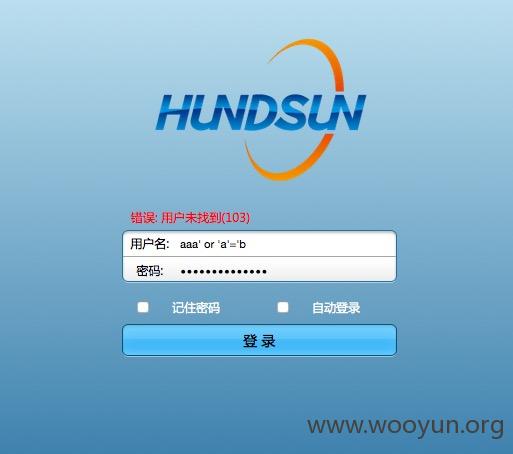 HUNDSUN
错误: 用户未找到(103)
用户名: aaa' or 'a'='b
密码: ••••••••••••••
记住密码 自动登录
登 录
www.wooyun.org